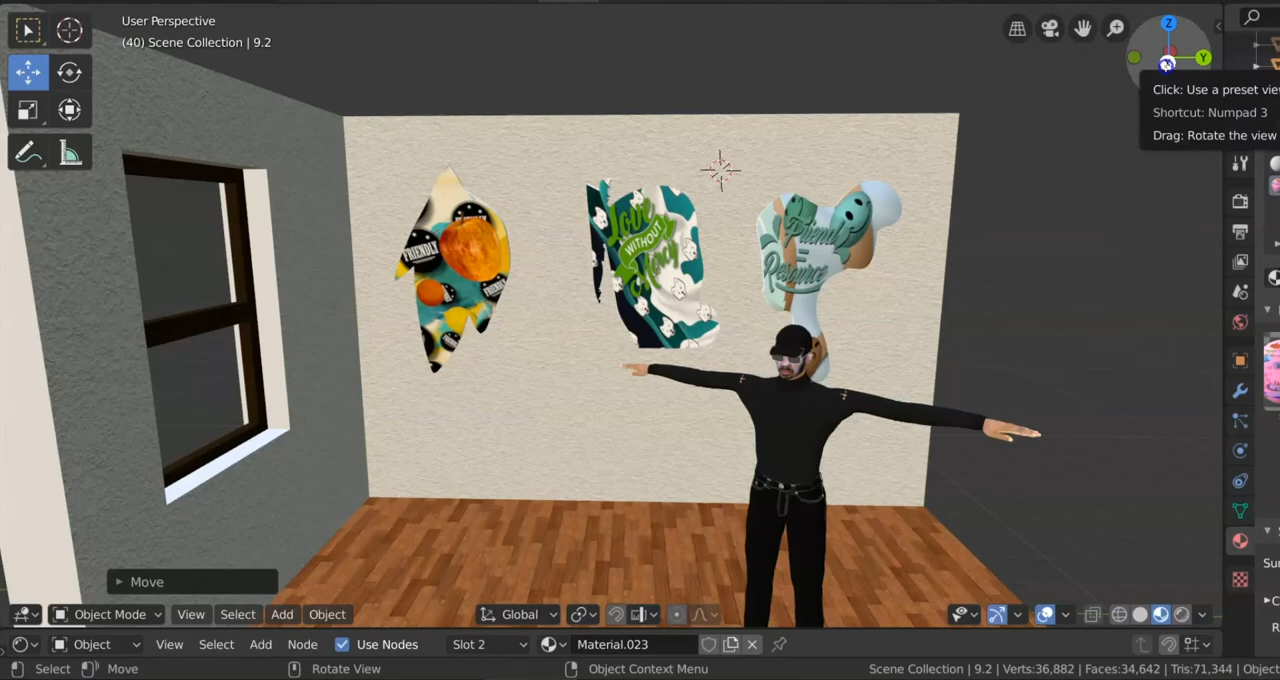 User Perspective
(40) Scene Collection | 9.2
Z
Y
Click: Use a preset vie
Shortcut: Numpad 3
Drag: Rotate the view
FRIENDLY
Love
WITHOUT
Mercy
Friend
=
Resource
Move
Object Mode
View
Select
Add
Object
Global
Object
View
Select
Add
Node
Use Nodes
Slot 2
Material.023
Select
Move
Rotate View
Object Context Menu
Scene Collection | 9.2
Verts:36,882
Faces:34,642
Tris:71,344
Object